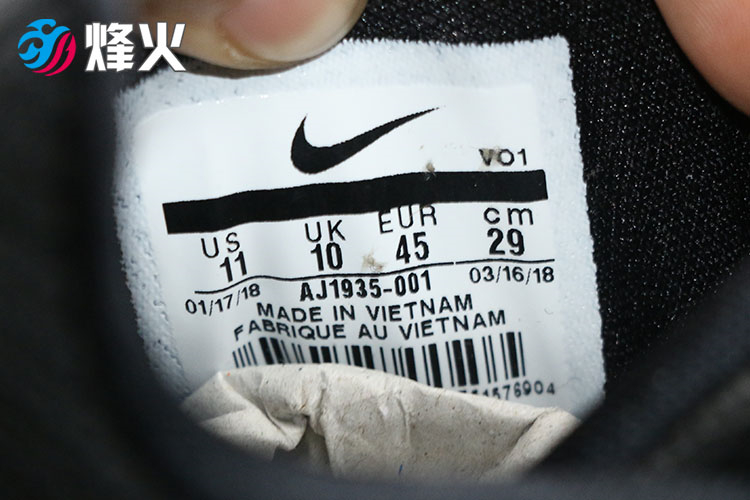 烽火
VO1
US UK EUR cm
11 10 45 29
01/17/18 AJ1935-001 03/16/18
MADE IN VIETNAM
FABRIQUE AU VIETNAM